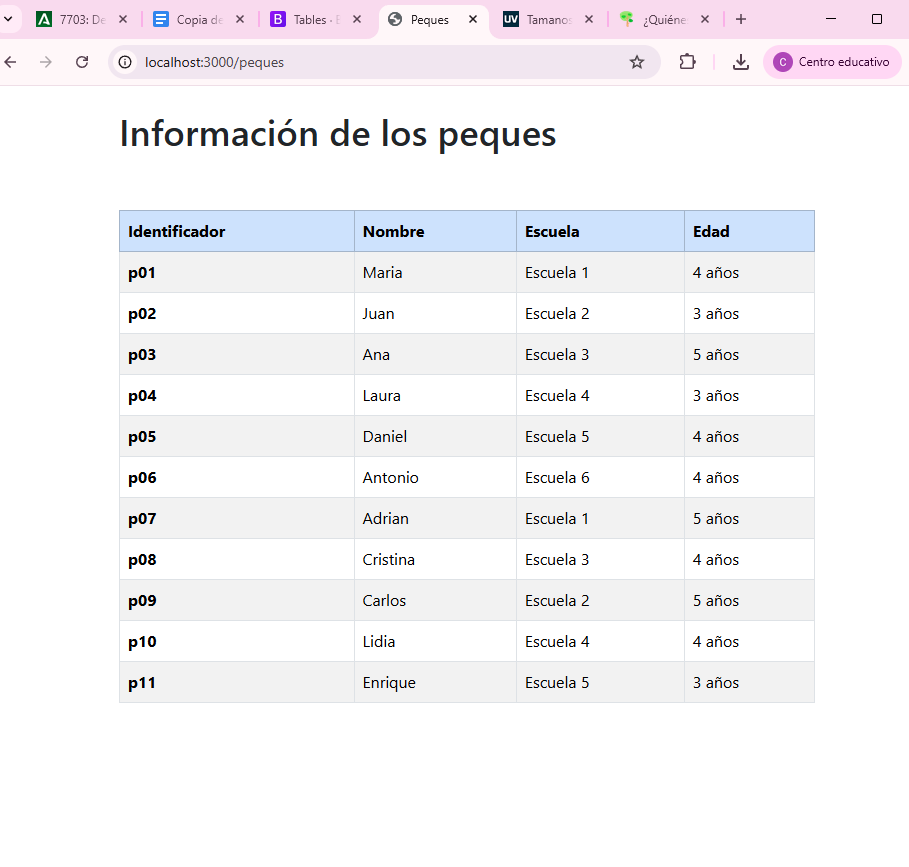 7703: De Copia de Tables - B Peques Tamanos ¿Quiéne
localhost:3000/peques C Centro educativo
Información de los peques
Identificador Nombre Escuela Edad
p01 Maria Escuela 1 4 años
p02 Juan Escuela 2 3 años
p03 Ana Escuela 3 5 años
p04 Laura Escuela 4 3 años
p05 Daniel Escuela 5 4 años
p06 Antonio Escuela 6 4 años
p07 Adrian Escuela 1 5 años
p08 Cristina Escuela 3 4 años
p09 Carlos Escuela 2 5 años
p10 Lidia Escuela 4 4 años
p11 Enrique Escuela 5 3 años